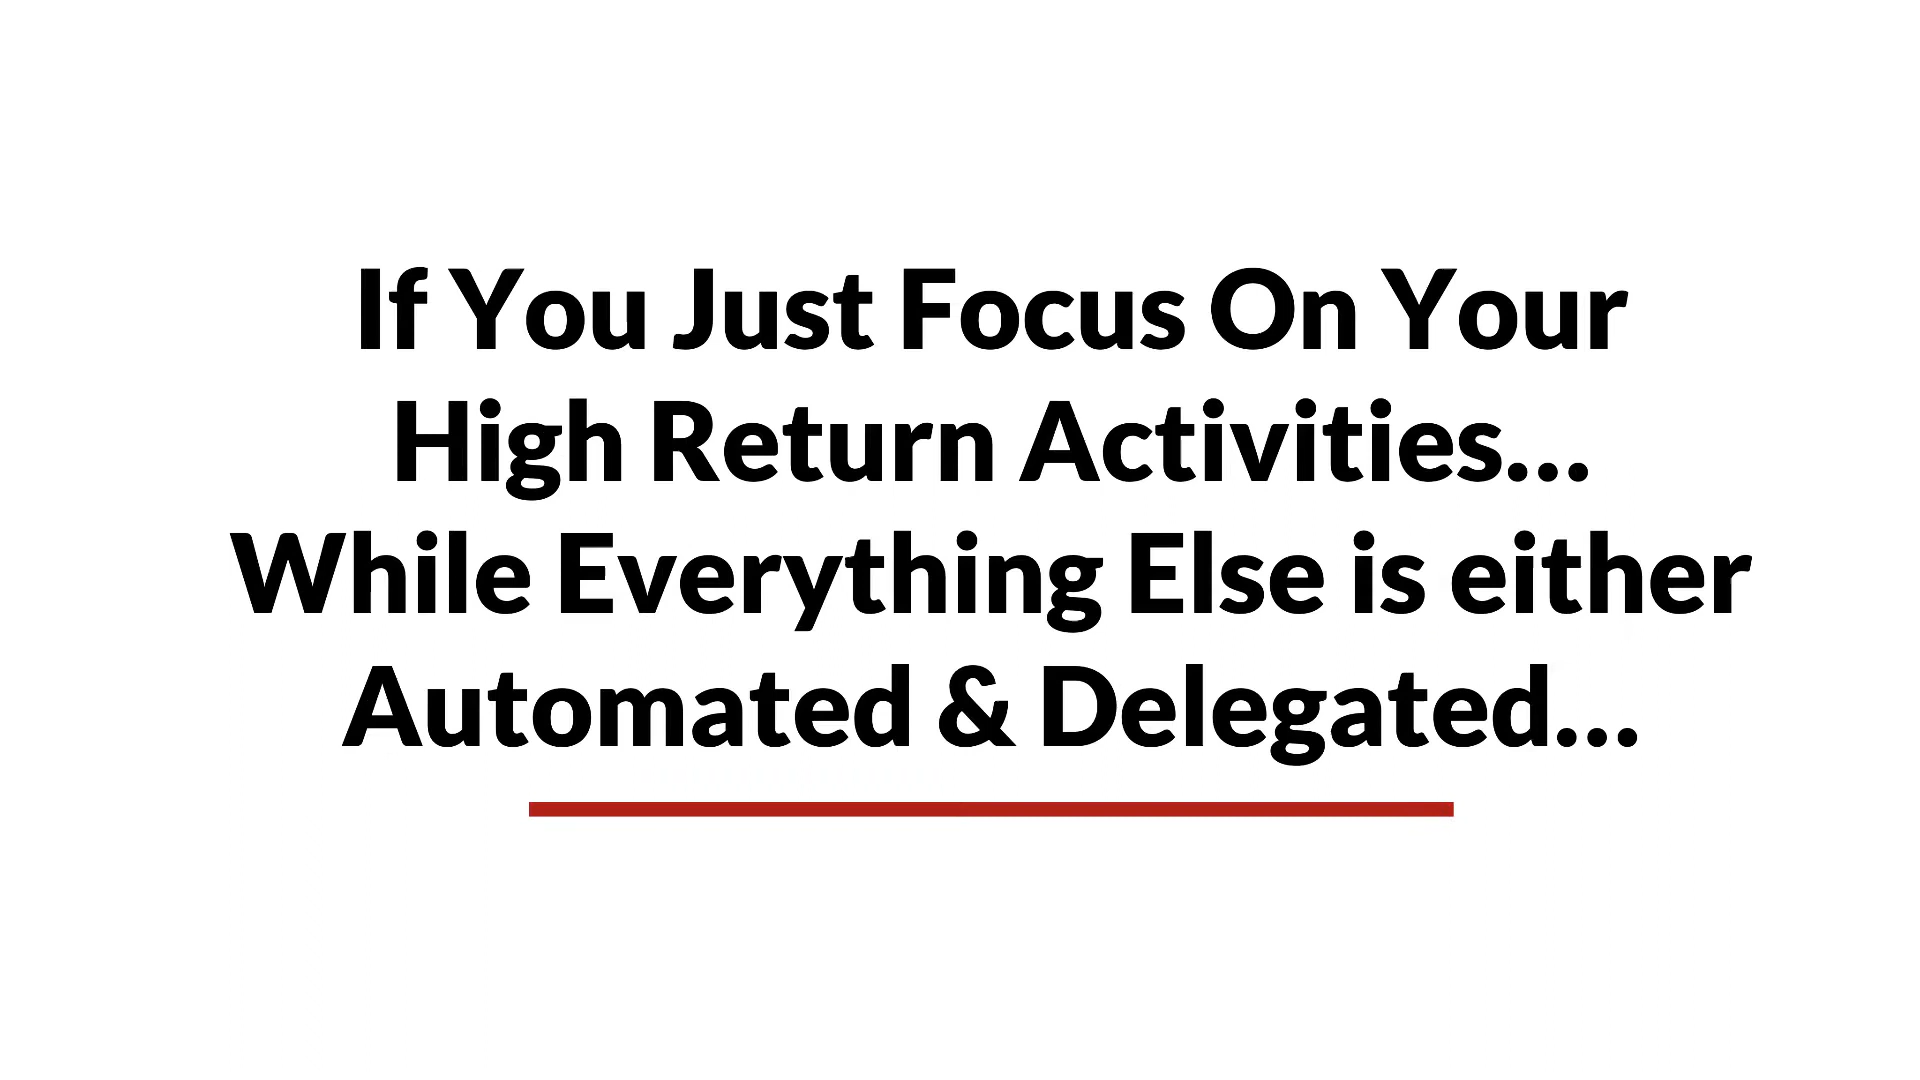 If You Just Focus On Your
High Return Activities...
While Everything Else is either
Automated & Delegated...